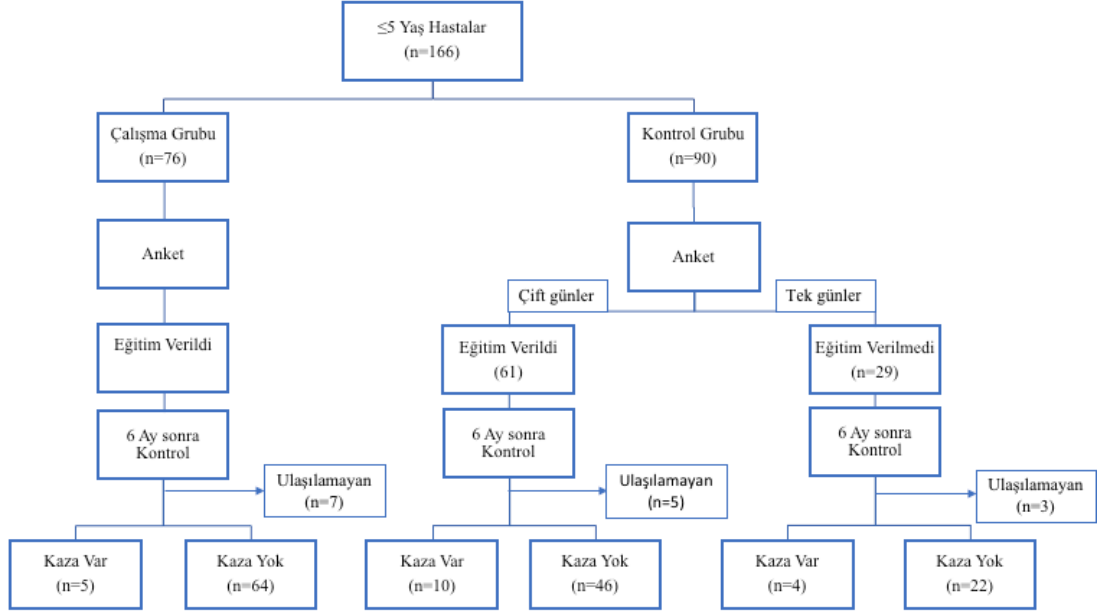 ≤5 Yaş Hastalar
(n=166)
Çalışma Grubu
(n=76)
Kontrol Grubu
(n=90)
Anket
Anket
Çift günler
Tek günler
Eğitim Verildi
Eğitim Verildi
(61)
Eğitim Verilmedi
(n=29)
6 Ay sonra
Kontrol
6 Ay sonra
Kontrol
6 Ay sonra
Kontrol
Ulaşılamayan
(n=7)
Ulaşılamayan
(n=5)
Ulaşılamayan
(n=3)
Kaza Var
(n=5)
Kaza Yok
(n=64)
Kaza Var
(n=10)
Kaza Yok
(n=46)
Kaza Var
(n=4)
Kaza Yok
(n=22)